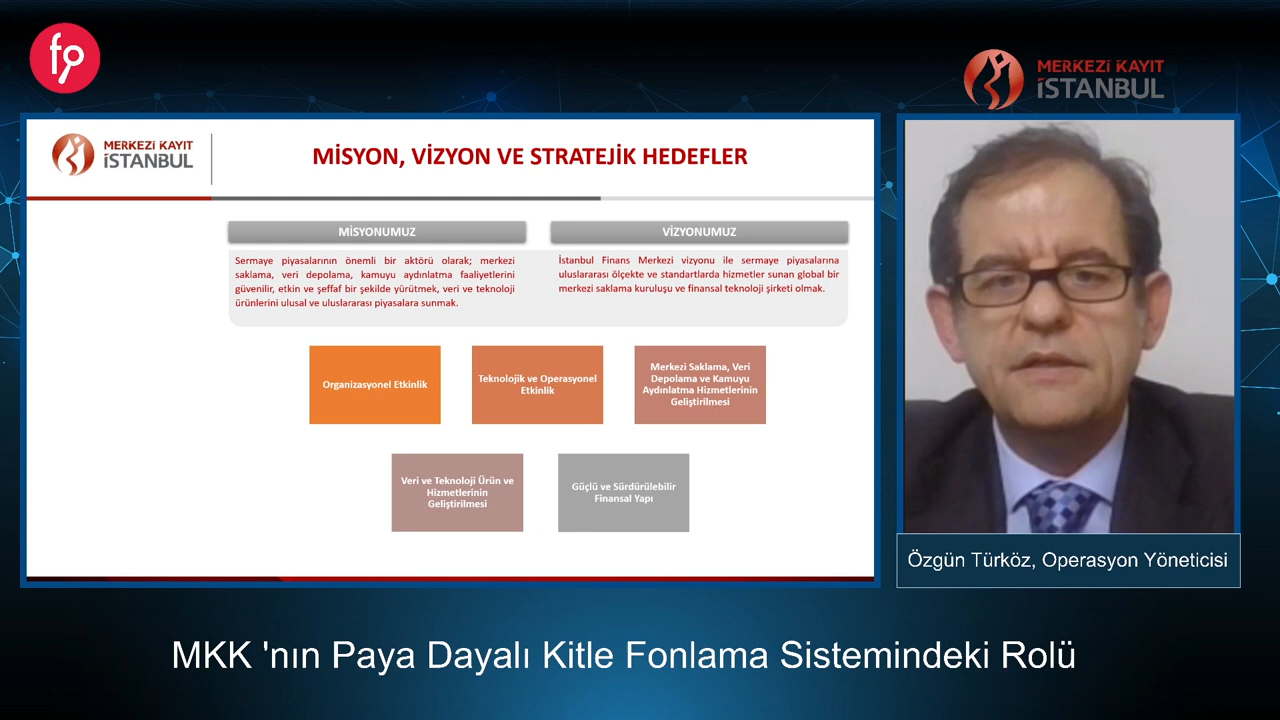 fp
MERKEZİ KAYIT
İSTANBUL
MERKEZİ KAYIT
İSTANBUL
MİSYON, VİZYON VE STRATEJİK HEDEFLER
MİSYONUMUZ
Sermaye piyasalarının önemli bir aktörü olarak; merkezi
saklama, veri depolama, kamuyu aydınlatma faaliyetlerini
güvenilir, etkin ve şeffaf bir şekilde yürütmek, veri ve teknoloji
ürünlerini ulusal ve uluslararası piyasalara sunmak.
VİZYONUMUZ
İstanbul Finans Merkezi vizyonu ile sermaye piyasalarına
uluslararası ölçekte ve standartlarda hizmetler sunan global bir
merkezi saklama kuruluşu ve finansal teknoloji şirketi olmak.
Organizasyonel Etkinlik
Teknolojik ve Operasyonel
Etkinlik
Merkezi Saklama, Veri
Depolama ve Kamuyu
Aydınlatma Hizmetlerinin
Geliştirilmesi
Veri ve Teknoloji Ürün ve
Hizmetlerinin
Geliştirilmesi
Güçlü ve Sürdürülebilir
Finansal Yapı
Özgün Türköz, Operasyon Yöneticisi
MKK 'nın Paya Dayalı Kitle Fonlama Sistemindeki Rolü